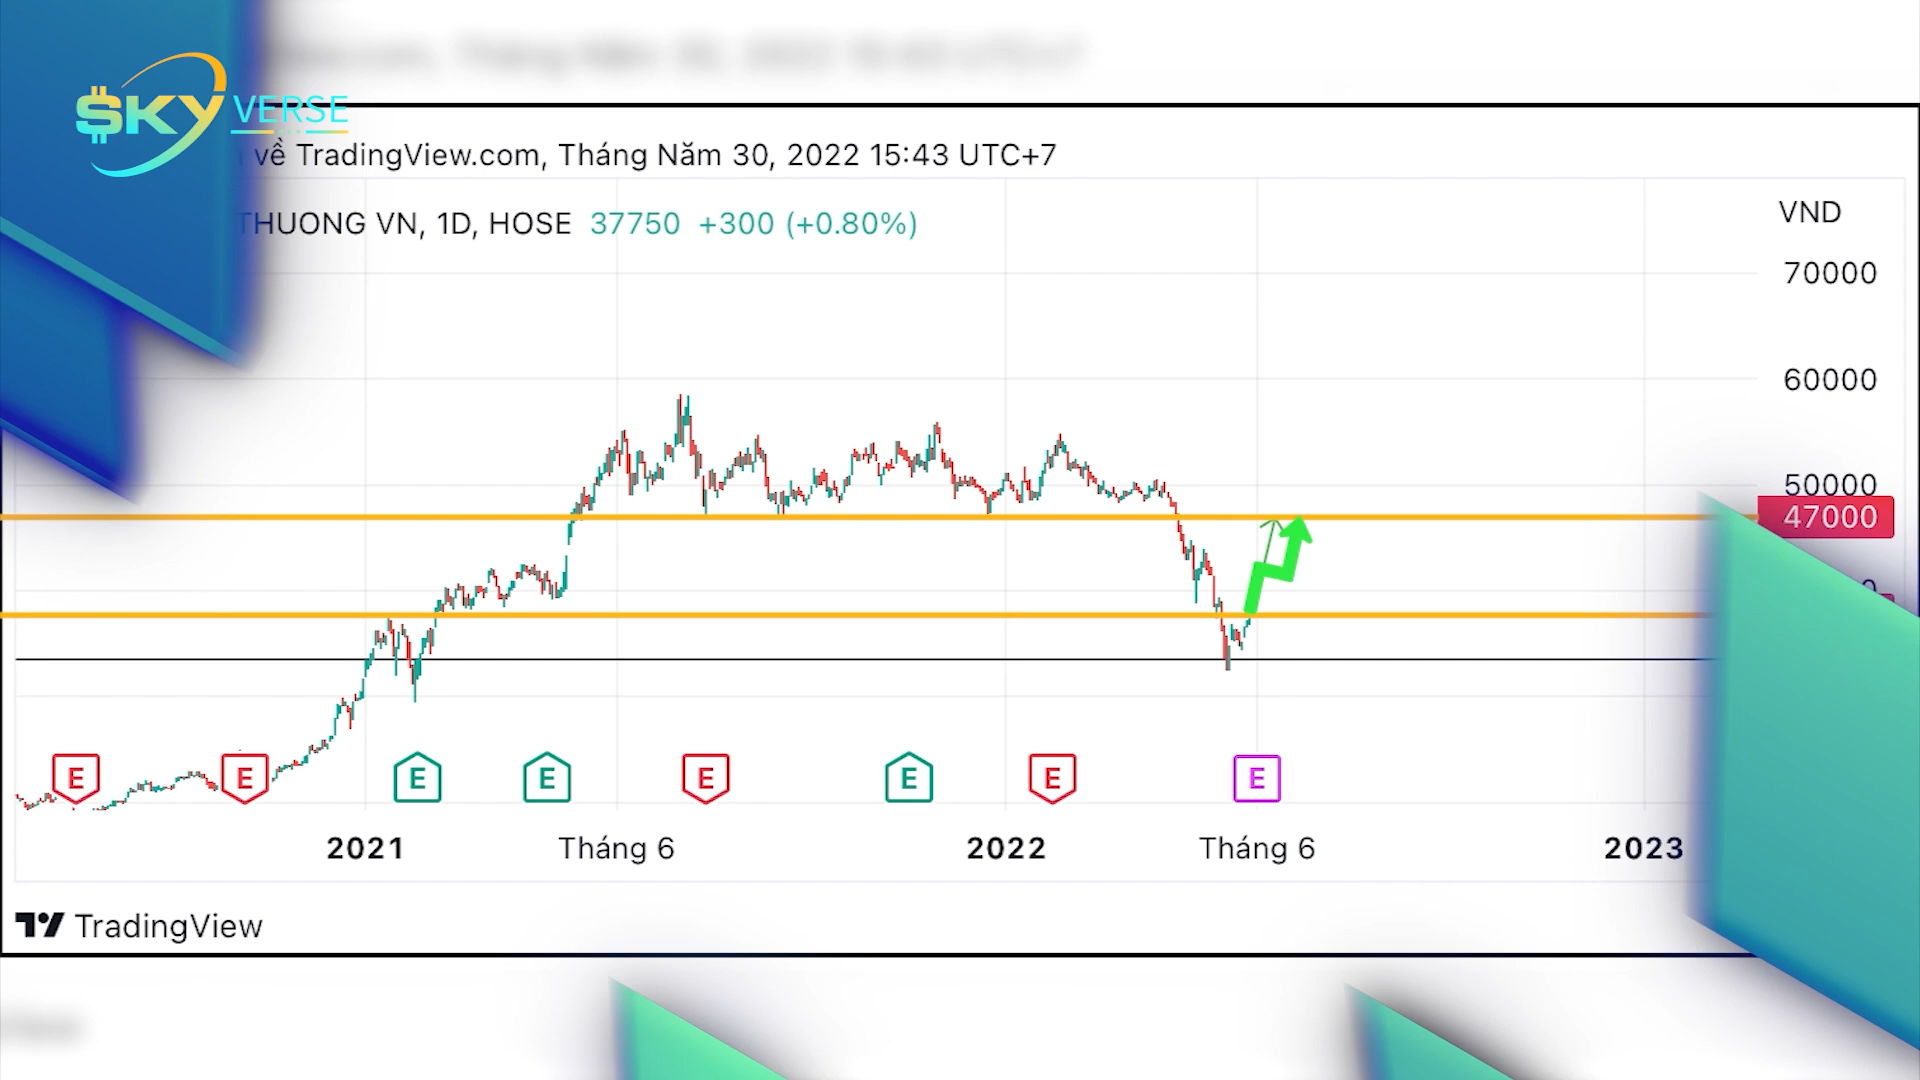 $KY VERSE
về TradingView.com, Tháng Năm 30, 2022 15:43 UTC+7
THUONG VN, 1D, HOSE 37750 +300 (+0.80%)
VND
70000
60000
50000
47000
E E E E E E E E
2021 Tháng 6 2022 Tháng 6 2023
TradingView